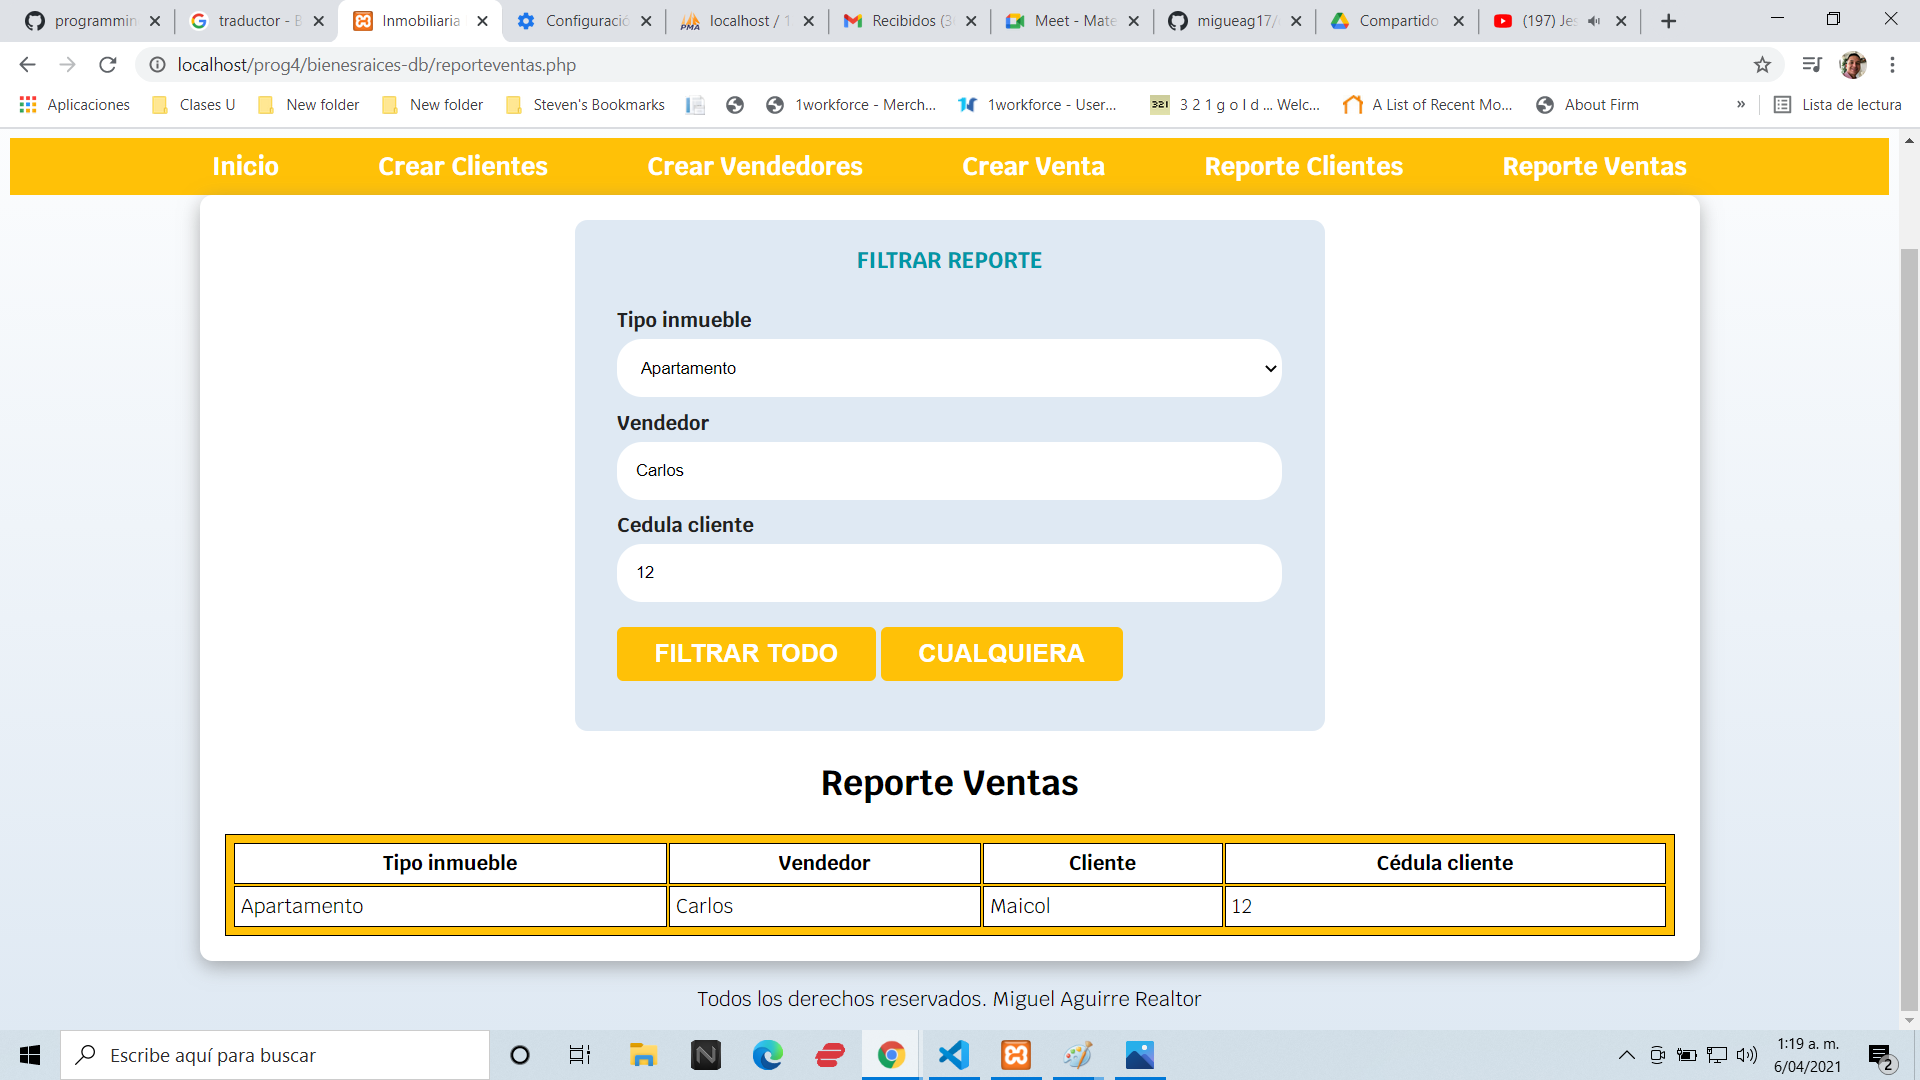 programmin
traductor - B
Inmobiliaria
Configuració
localhost / 1
Recibidos (3
Meet - Mate
migueag17/
Compartido
(197) Jes
localhost/prog4/bienesraices-db/reporteventas.php
Aplicaciones
Clases U
New folder
New folder
Steven's Bookmarks
1workforce - Merch...
1workforce - User...
321
3 2 1 g o l d ... Welc...
A List of Recent Mo...
About Firm
»
Lista de lectura
Inicio
Crear Clientes
Crear Vendedores
Crear Venta
Reporte Clientes
Reporte Ventas
FILTRAR REPORTE
Tipo inmueble
Apartamento
Vendedor
Carlos
Cedula cliente
12
FILTRAR TODO
CUALQUIERA
Reporte Ventas
Tipo inmueble Vendedor Cliente Cédula cliente
Apartamento Carlos Maicol 12
Todos los derechos reservados. Miguel Aguirre Realtor
Escribe aquí para buscar
1:19 a. m.
6/04/2021
2